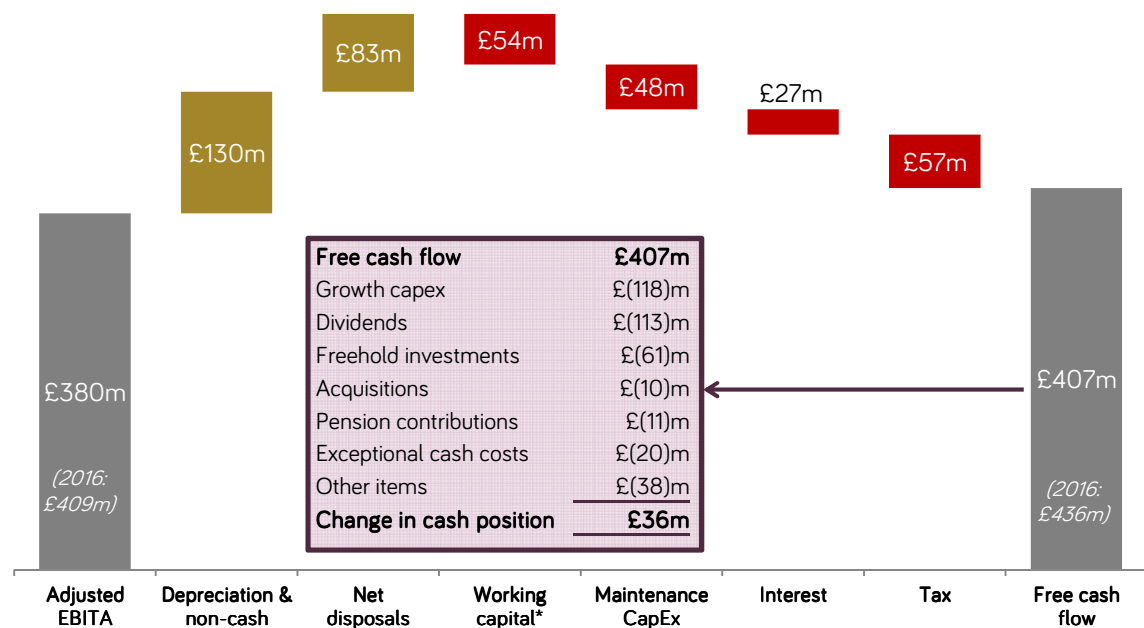 £83m
£54m
£48m
£27m
£130m
£57m
Free cash flow £407m
Growth capex £(118)m
Dividends £(113)m
Freehold investments £(61)m
Acquisitions £(10)m
Pension contributions £(11)m
Exceptional cash costs £(20)m
Other items £(38)m
Change in cash position £36m
£380m
(2016:
£409m)
£407m
(2016:
£436m)
Adjusted
EBITA
Depreciation &
non-cash
Net
disposals
Working
capital*
Maintenance
CapEx
Interest
Tax
Free cash
flow